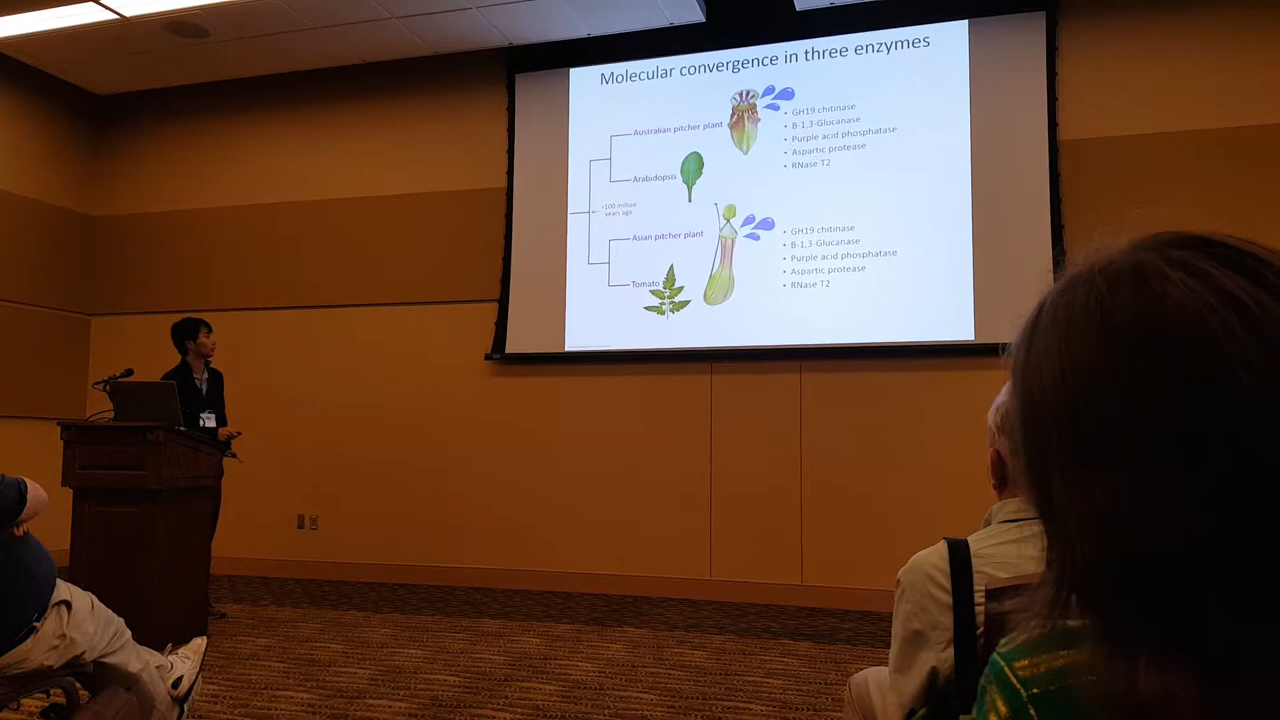 Molecular convergence in three enzymes
Australian pitcher plant
• GH19 chitinase
• B-1,3-Glucanase
• Purple acid phosphatase
• Aspartic protease
• RNase T2
Arabidopsis
>100 million
years ago
Asian pitcher plant
• GH19 chitinase
• B-1,3-Glucanase
• Purple acid phosphatase
• Aspartic protease
• RNase T2
Tomato